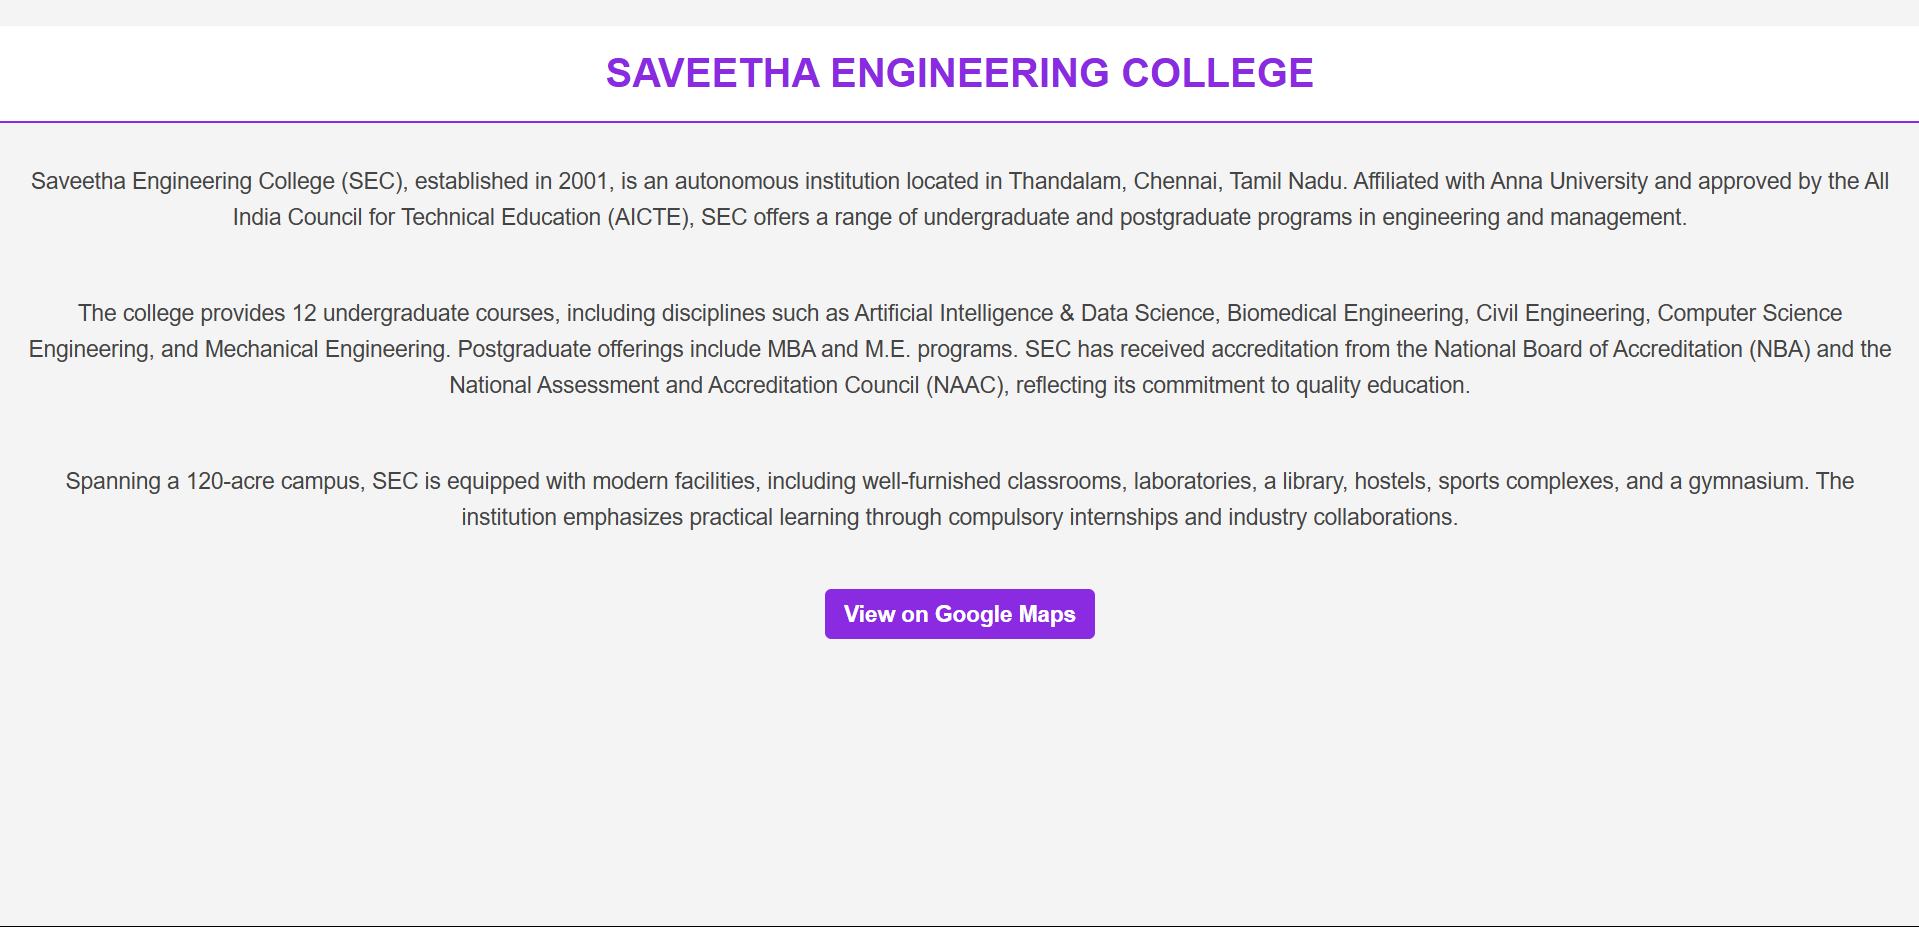 SAVEETHA ENGINEERING COLLEGE
Saveetha Engineering College (SEC), established in 2001, is an autonomous institution located in Thandalam, Chennai, Tamil Nadu. Affiliated with Anna University and approved by the All
India Council for Technical Education (AICTE), SEC offers a range of undergraduate and postgraduate programs in engineering and management.
The college provides 12 undergraduate courses, including disciplines such as Artificial Intelligence & Data Science, Biomedical Engineering, Civil Engineering, Computer Science
Engineering, and Mechanical Engineering. Postgraduate offerings include MBA and M.E. programs. SEC has received accreditation from the National Board of Accreditation (NBA) and the
National Assessment and Accreditation Council (NAAC), reflecting its commitment to quality education.
Spanning a 120-acre campus, SEC is equipped with modern facilities, including well-furnished classrooms, laboratories, a library, hostels, sports complexes, and a gymnasium. The
institution emphasizes practical learning through compulsory internships and industry collaborations.
View on Google Maps